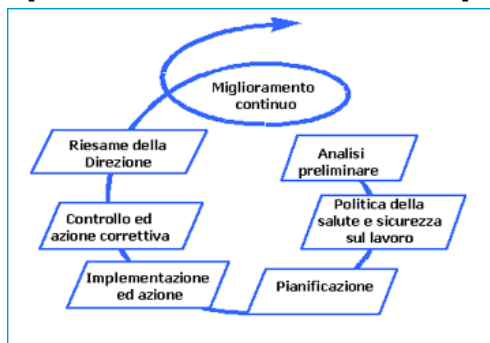 Miglioramento
continuo
Riesame della
Direzione
Analisi
preliminare
Controllo ed
azione correttiva
Politica della
salute e sicurezza
sul lavoro
Implementazione
ed azione
Pianificazione